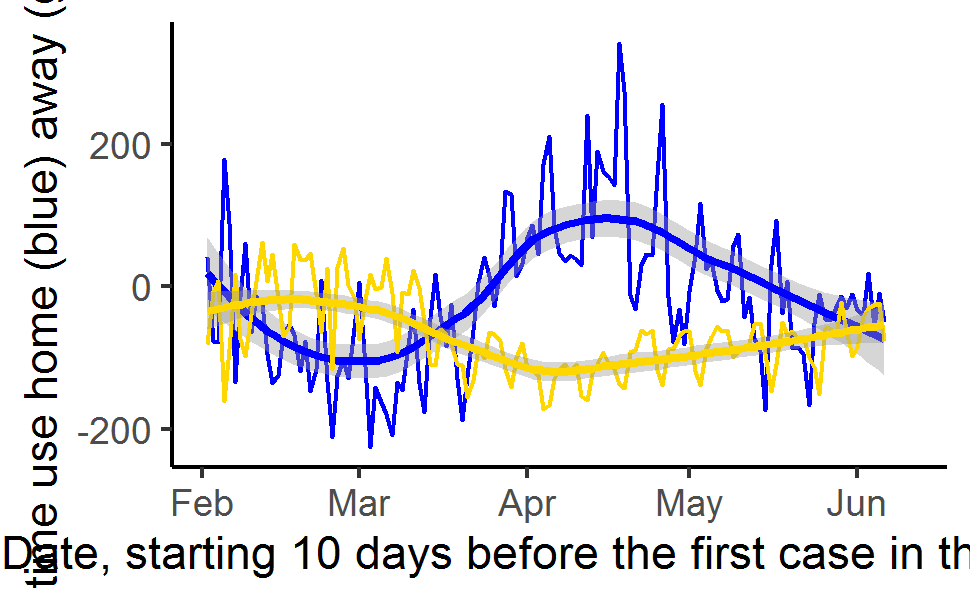 time use home (blue) away (
200
0
-200
Feb Mar Apr May Jun
Date, starting 10 days before the first case in th